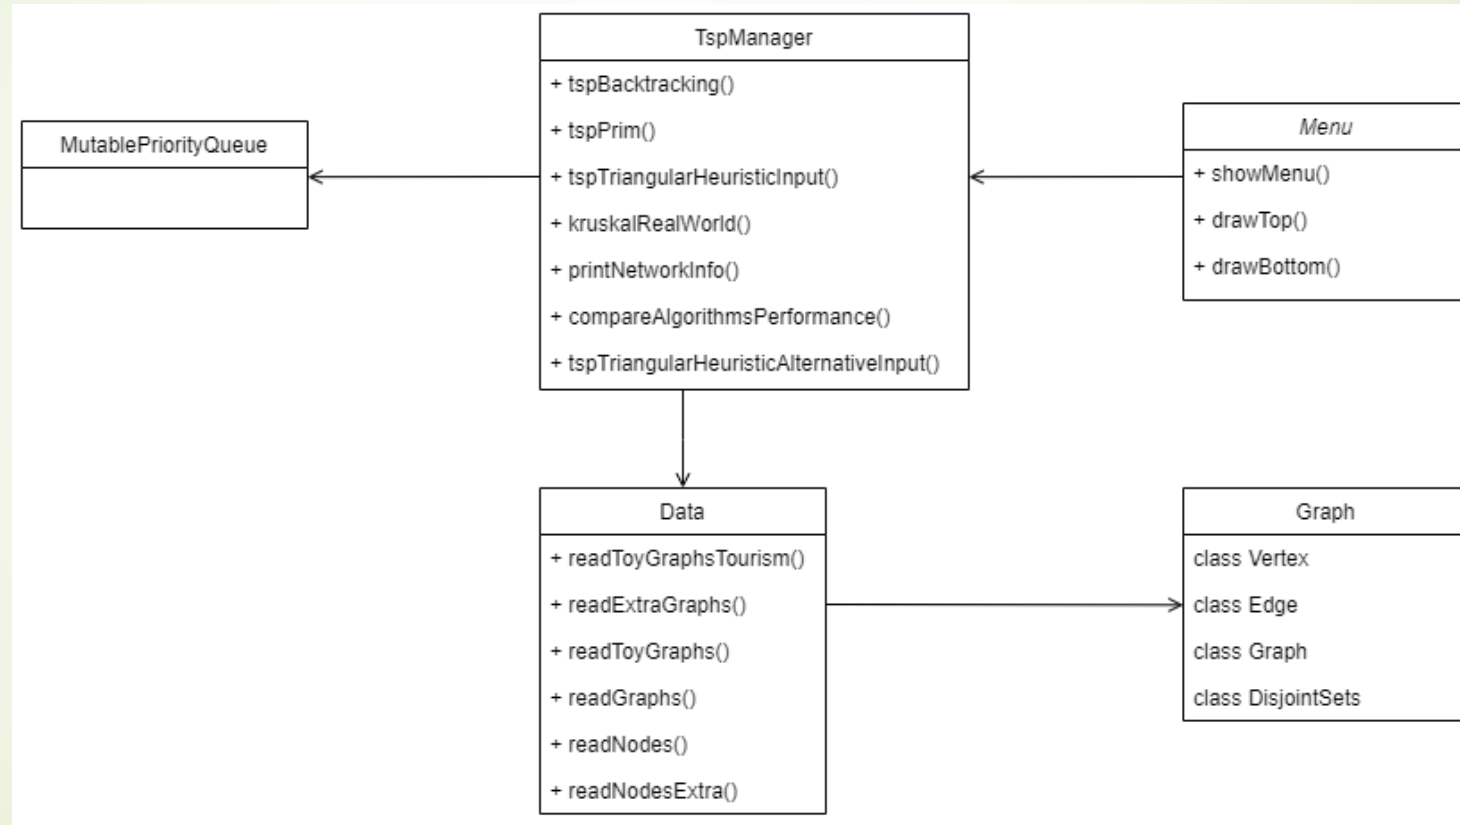 TspManager
+ tspBacktracking()
+ tspPrim()
+ tspTriangularHeuristicInput()
+ kruskalRealWorld()
+ printNetworkInfo()
+ compareAlgorithmsPerformance()
+ tspTriangularHeuristicAlternativeInput()
MutablePriorityQueue
Menu
+ showMenu()
+ drawTop()
+ drawBottom()
Data
+ readToyGraphsTourism()
+ readExtraGraphs()
+ readToyGraphs()
+ readGraphs()
+ readNodes()
+ readNodesExtra()
Graph
class Vertex
class Edge
class Graph
class DisjointSets